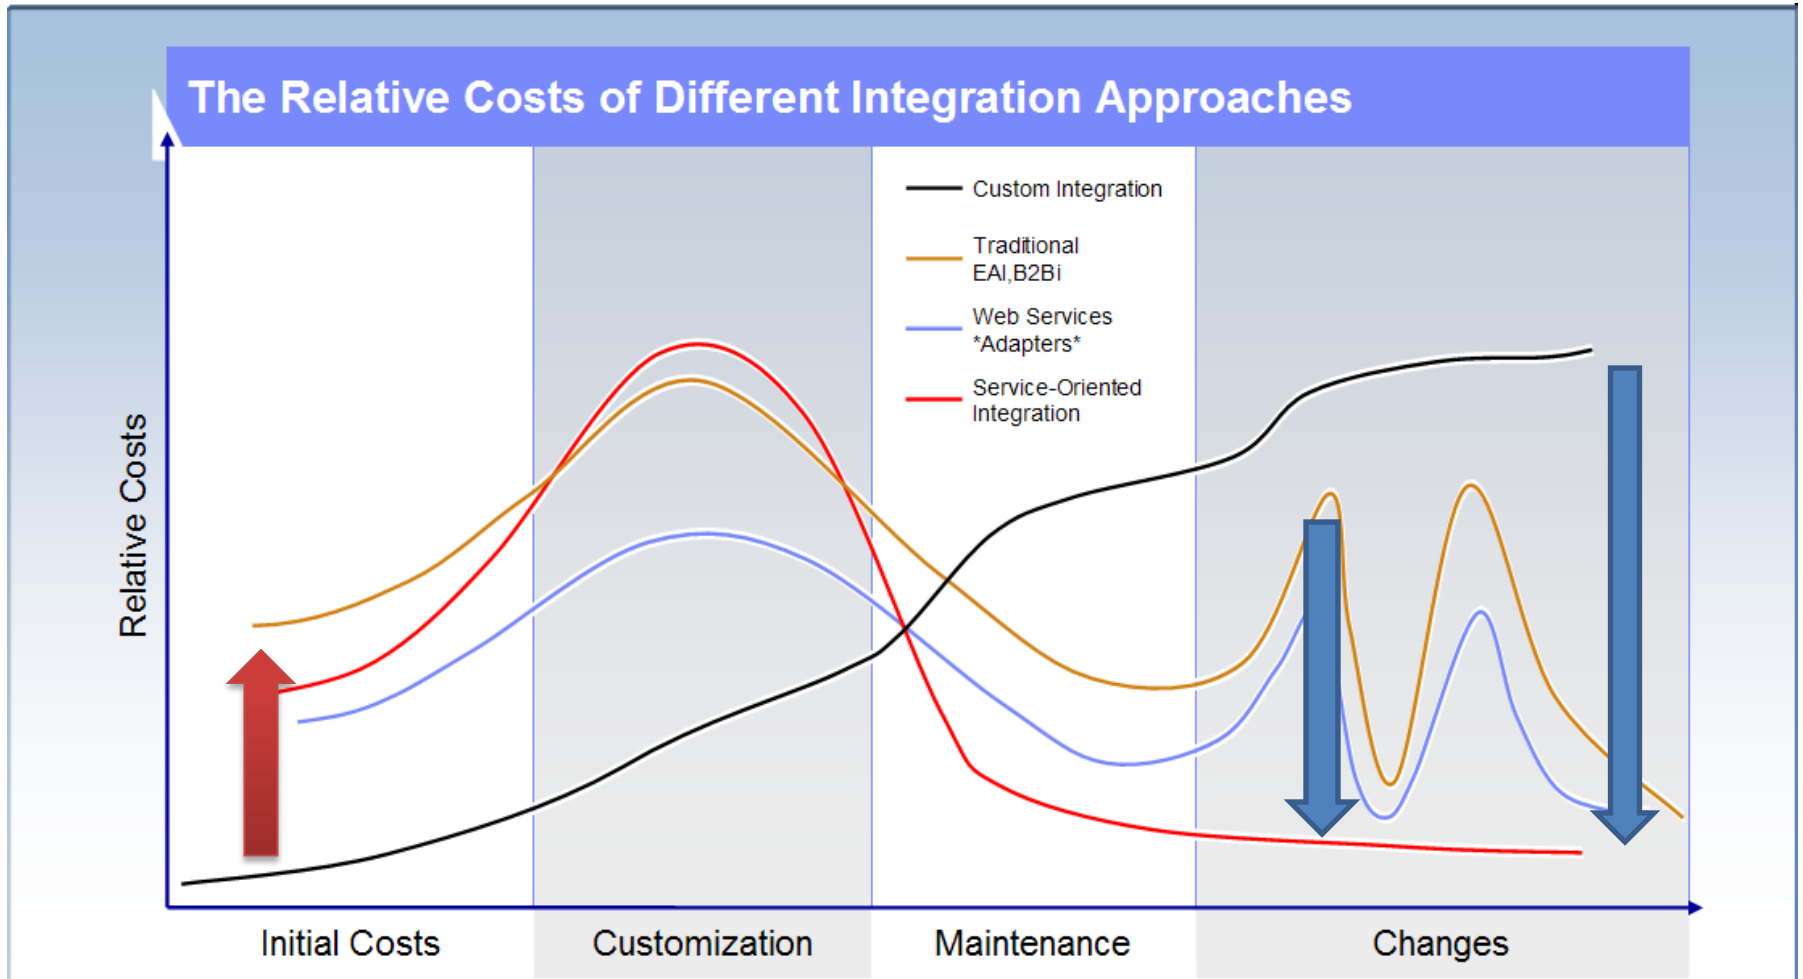 The Relative Costs of Different Integration Approaches
Custom Integration
Traditional
EAI,B2Bi
Web Services
*Adapters*
Service-Oriented
Integration
Relative Costs
Initial Costs
Customization
Maintenance
Changes